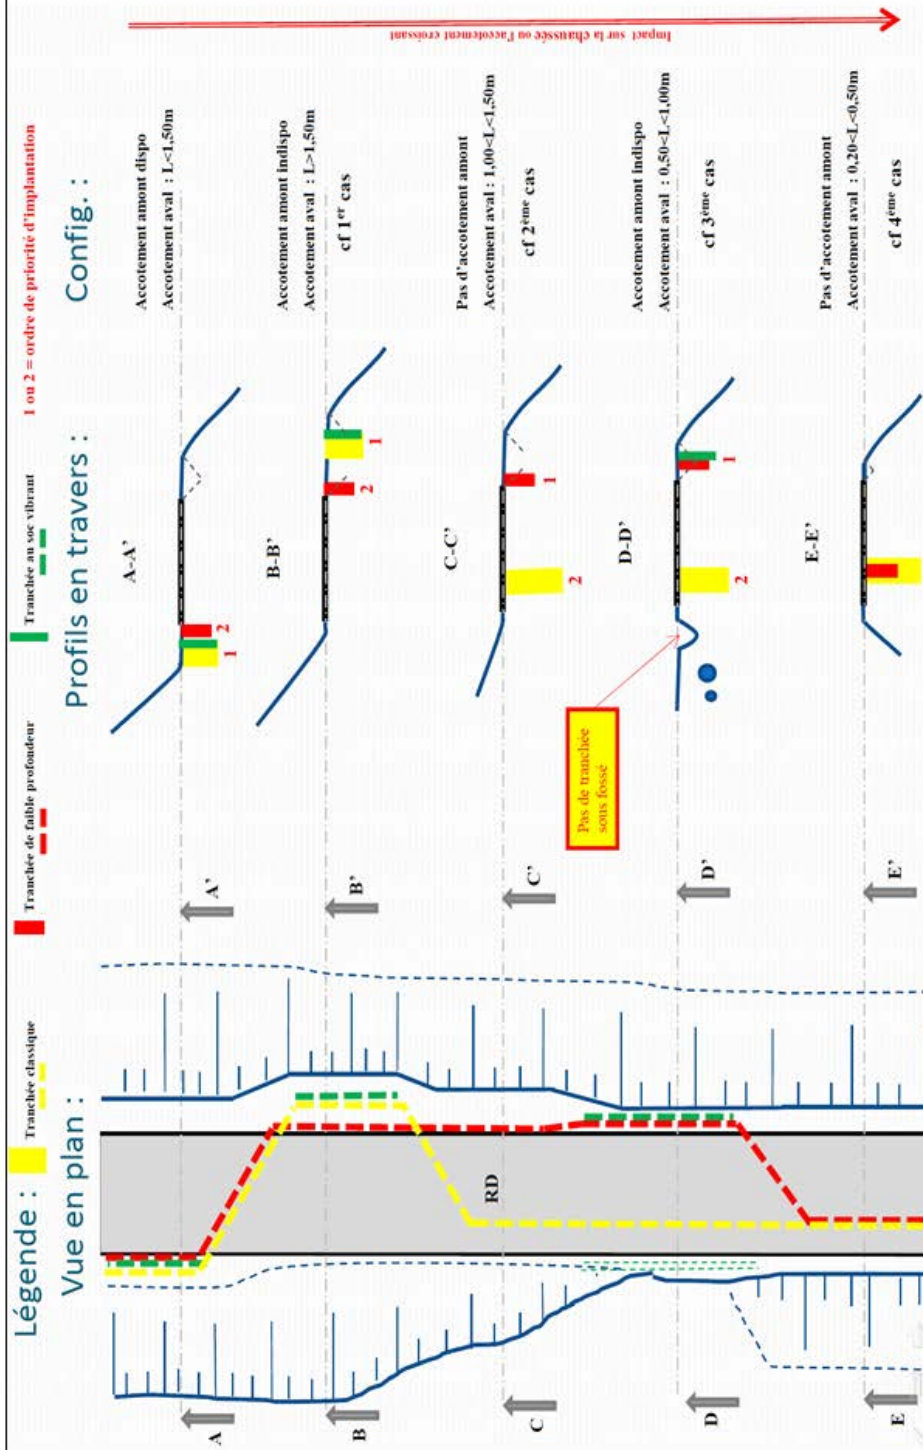 Légende :
Tranchée classique
Tranchée de faible profondeur
Tranchée au soc vibrant
1 ou 2 = ordre de priorité d'implantation
Vue en plan :
Profils en travers :
Config. :
A
A'
A-A'
1
2
Accotement amont dispo
Accotement aval : L<1,50m
B
B'
B-B'
2
1
Accotement amont indispo
Accotement aval : L>1,50m
cf 1er cas
RD
C
C'
C-C'
2
1
Pas d'accotement amont
Accotement aval : 1,00<L<1,50m
cf 2ème cas
Pas de tranchée
sous fossé
D
D'
D-D'
2
1
Accotement amont indispo
Accotement aval : 0,50<L<1,00m
cf 3ème cas
E
E'
E-E'
Pas d'accotement amont
Accotement aval : 0,20<L<0,50m
cf 4ème cas
Impact sur la chaussée ou l'accotement croissant